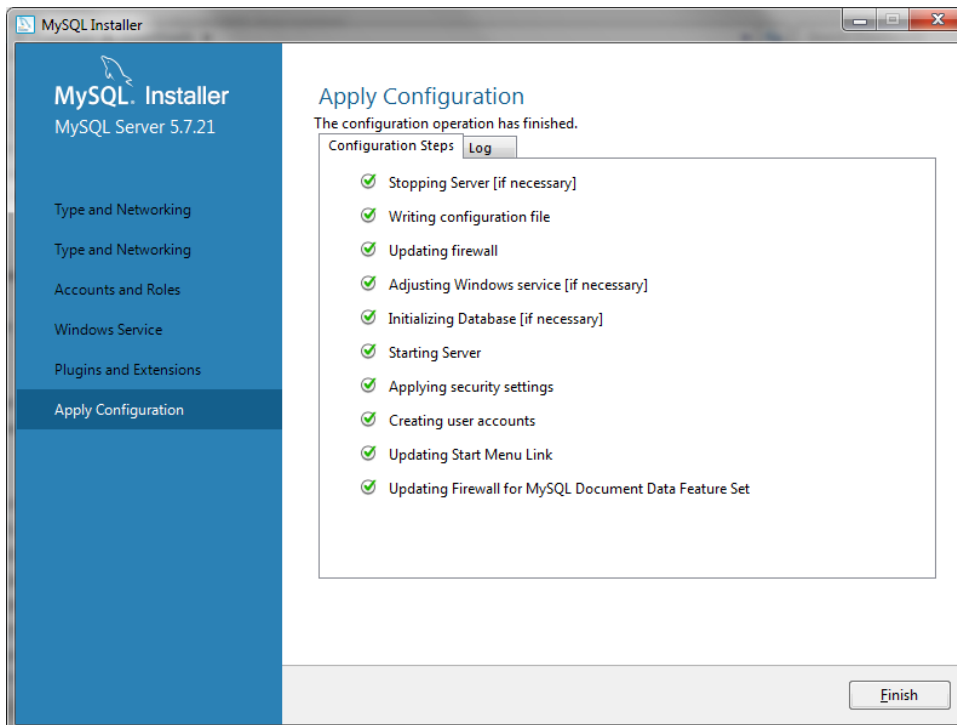 MySQL Installer
MySQL. Installer
MySQL Server 5.7.21
Type and Networking
Type and Networking
Accounts and Roles
Windows Service
Plugins and Extensions
Apply Configuration
Apply Configuration
The configuration operation has finished.
Configuration Steps Log
Stopping Server [if necessary]
Writing configuration file
Updating firewall
Adjusting Windows service [if necessary]
Initializing Database [if necessary]
Starting Server
Applying security settings
Creating user accounts
Updating Start Menu Link
Updating Firewall for MySQL Document Data Feature Set
Finish